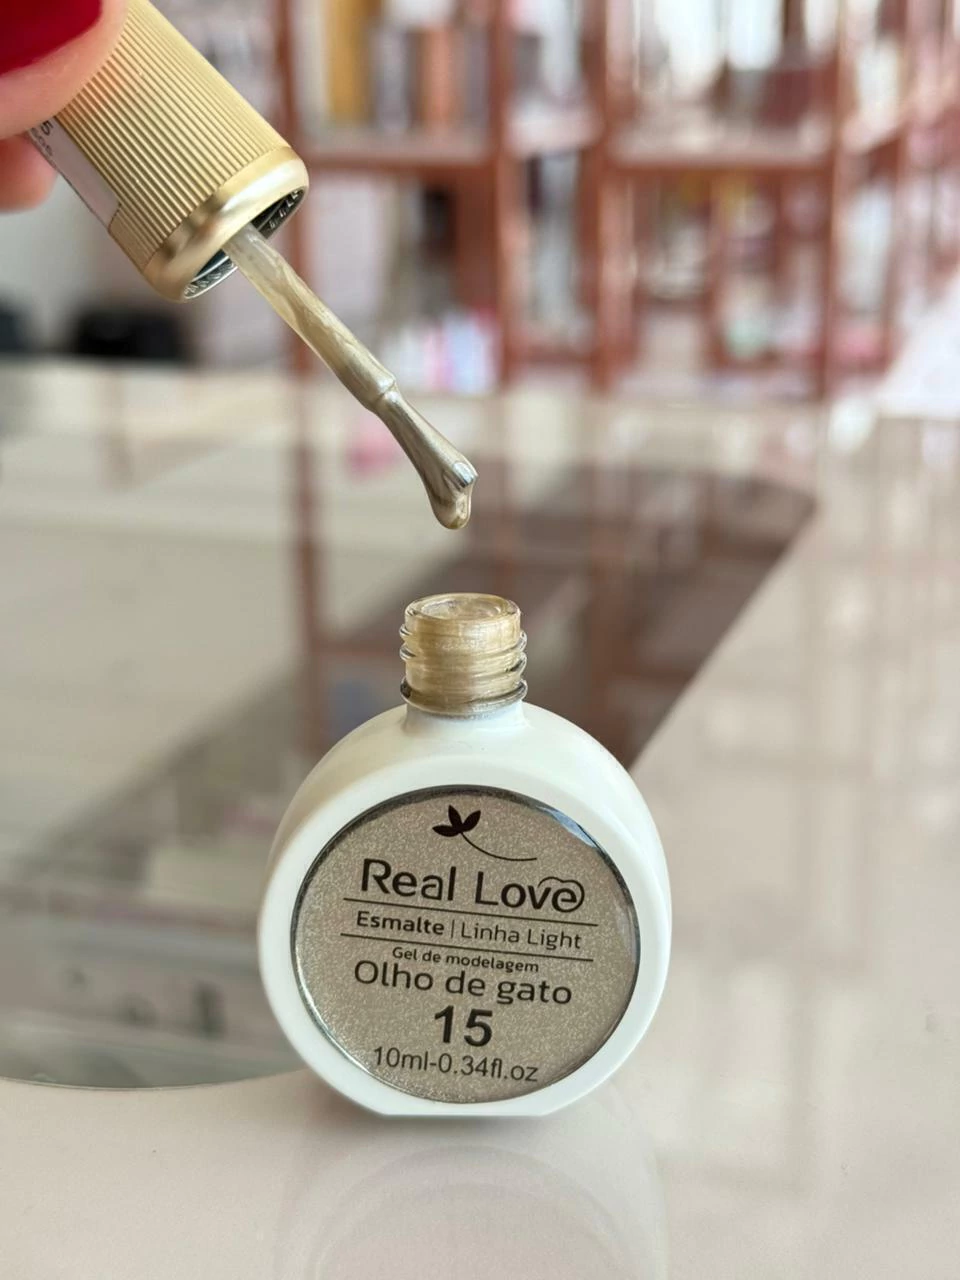 Real Love
Esmalte | Linha Light
Gel de modelagem
Olho de gato
15
10ml-0.34fl.oz